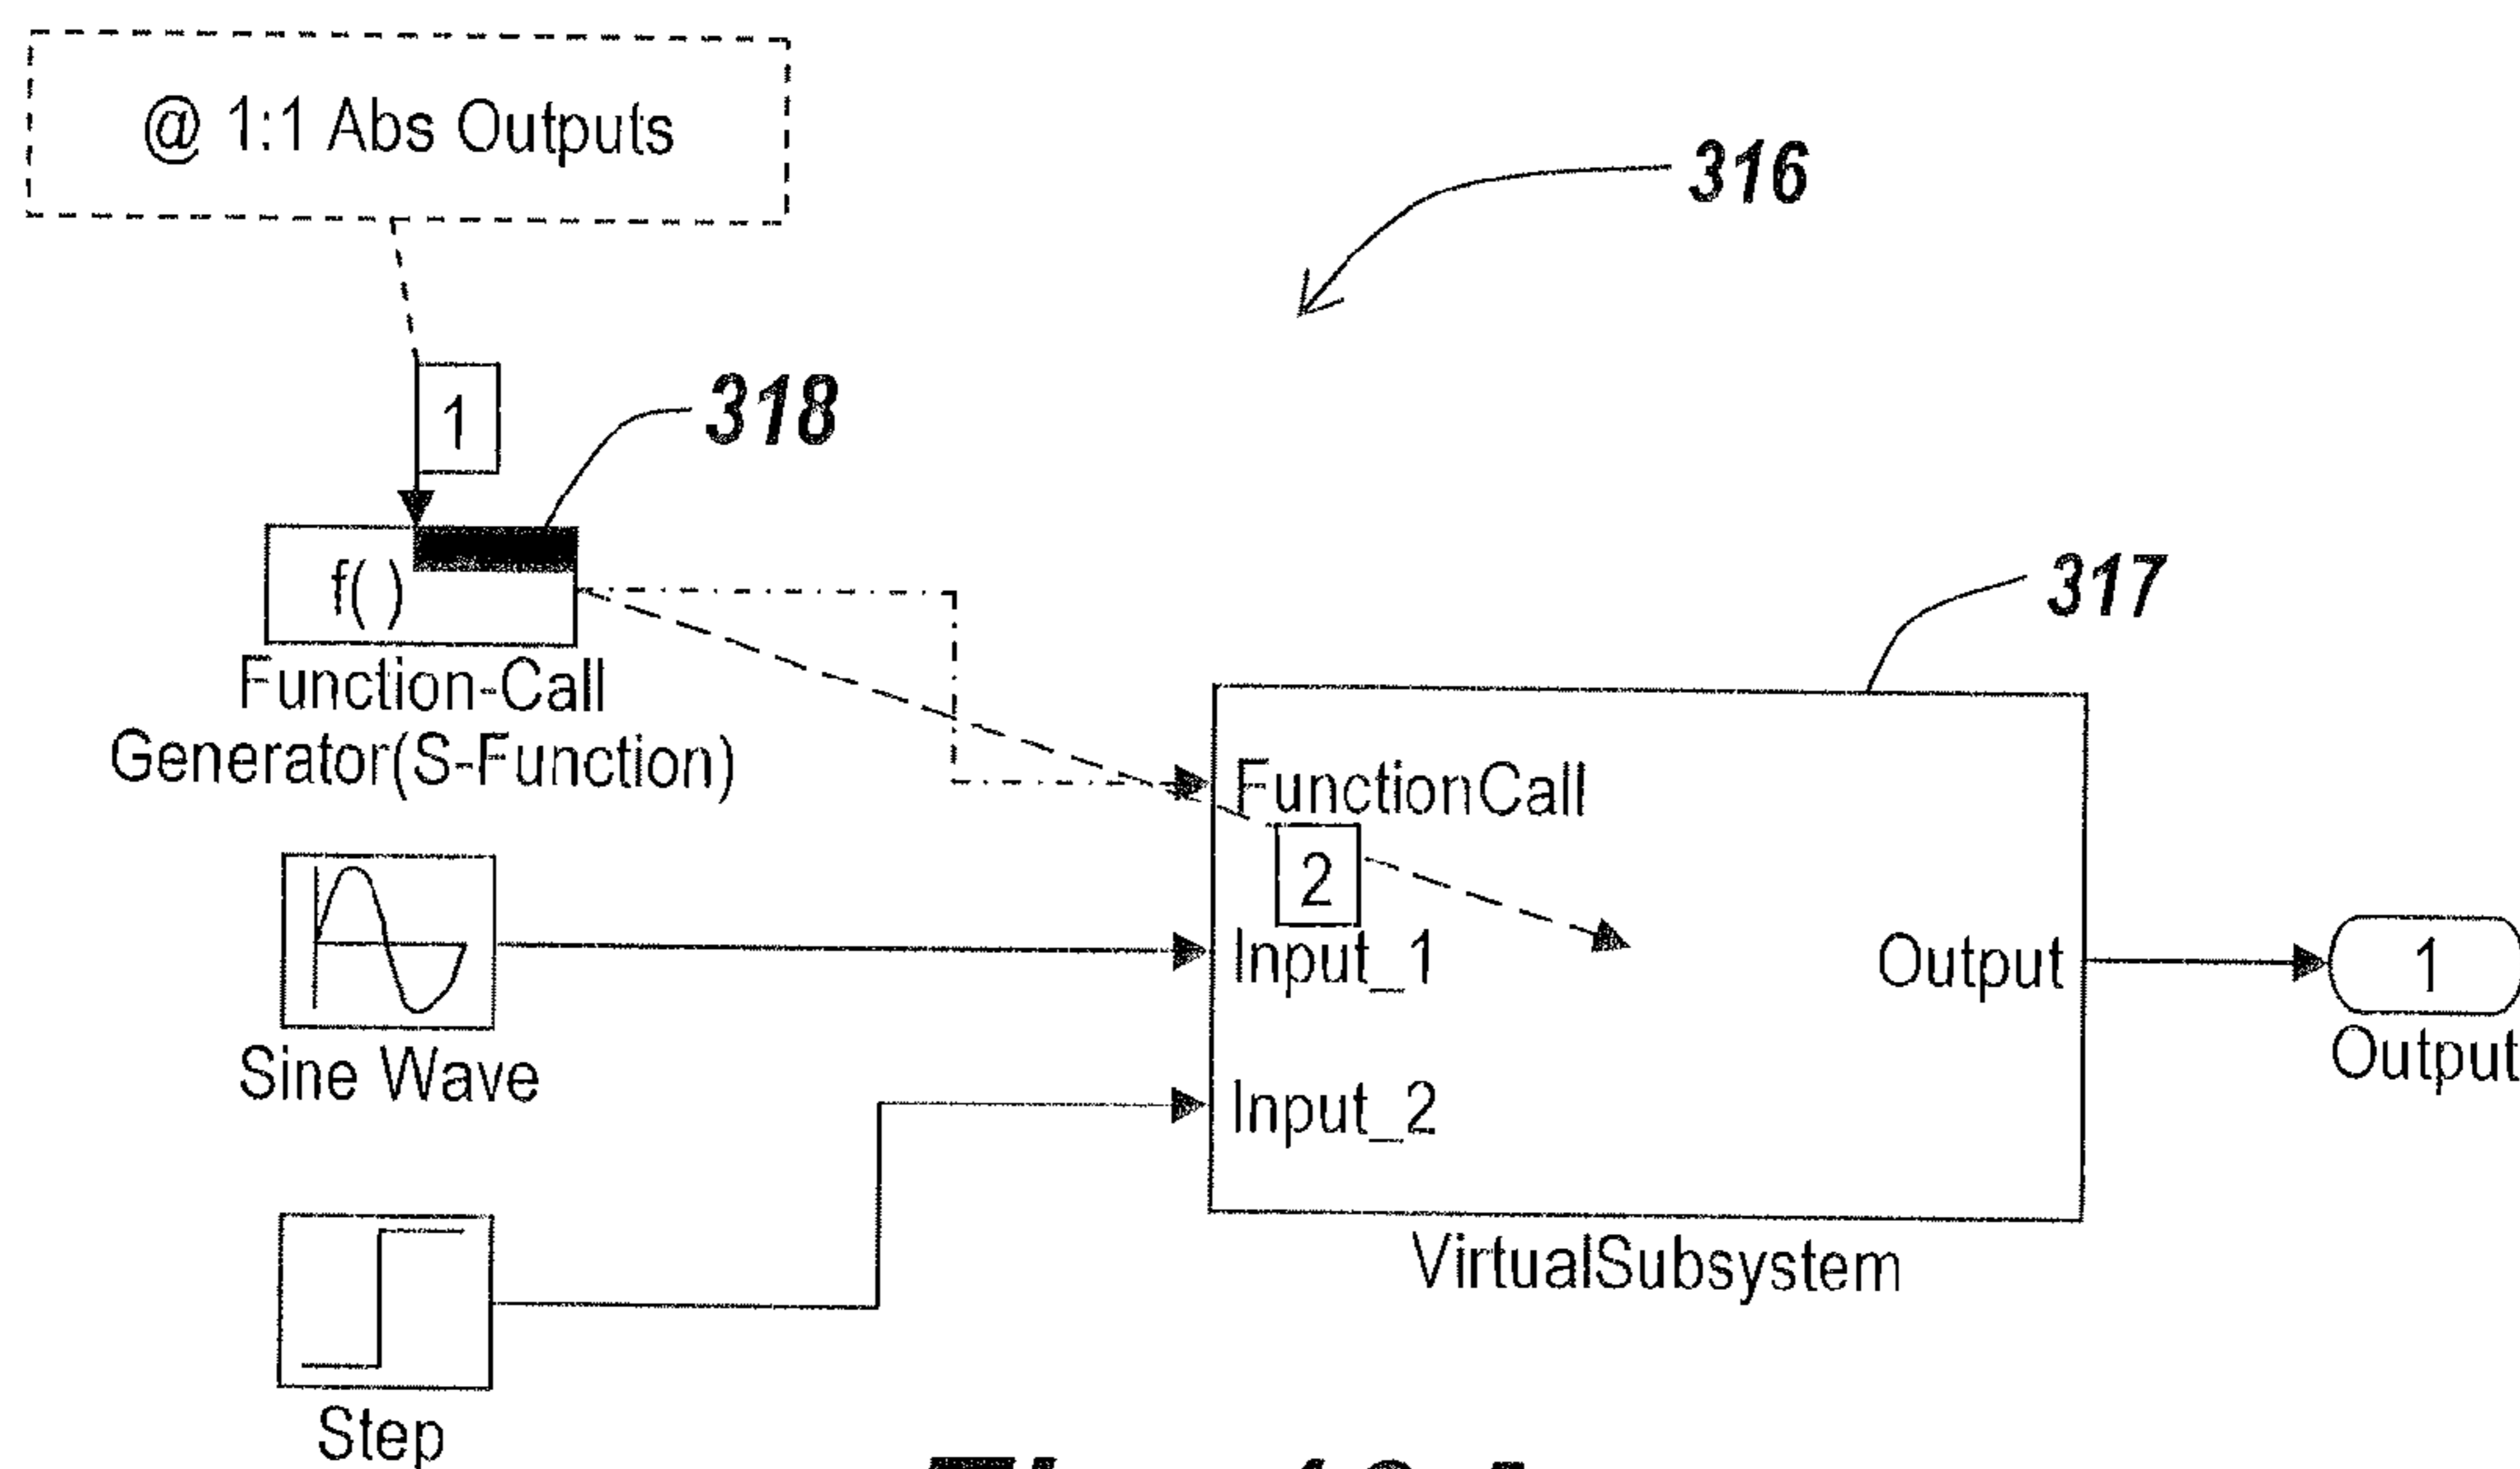 @ 1:1 Abs Outputs
316
1
318
f( )
Function-Call
Generator(S-Function)
317
FunctionCall
2
Input_1
Output
1
Output
Sine Wave
Input_2
VirtualSubsystem
Step